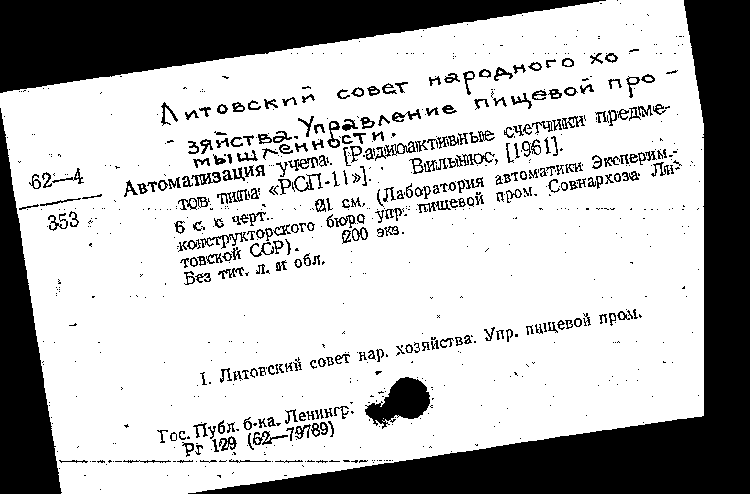 Литовский совет народного хо-
зяйства. Управление пищевой про-
мышленности.
62—4
353
Автоматизация учета. [Радиоактивные счетчики предме-
тов типа «РСП-11»]. Вильнюс, [1961].
6 с. с черт. 21 см. (Лаборатория автоматики Эксперим.-
конструкторского бюро упр. пищевой пром. Совнархоза Ли-
товской ССР). 200 экз.
Без тит. л. и обл.
I. Литовский совет нар. хозяйства. Упр. пищевой пром.
Гос. Публ. б-ка. Ленингр.
Рг 129 (62—79789)